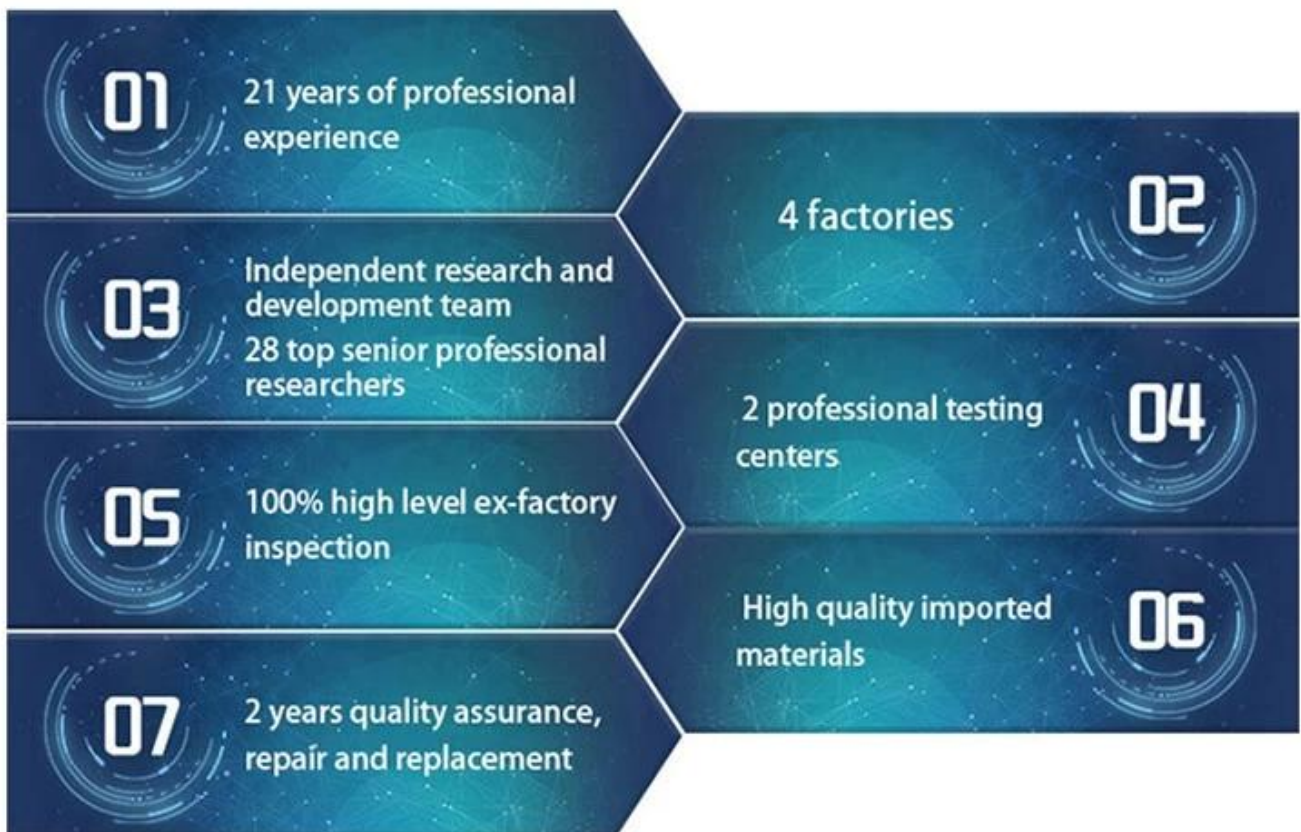 01
21 years of professional
experience
02
4 factories
03
Independent research and
development team
28 top senior professional
researchers
04
2 professional testing
centers
05
100% high level ex-factory
inspection
06
High quality imported
materials
07
2 years quality assurance,
repair and replacement